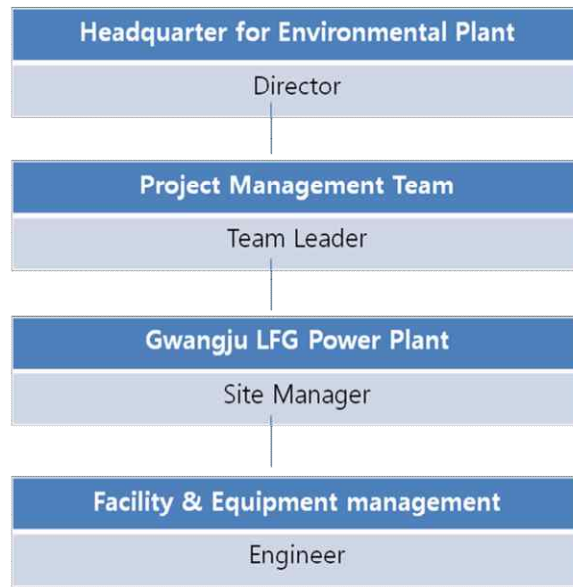 Headquarter for Environmental Plant
Director
Project Management Team
Team Leader
Gwangju LFG Power Plant
Site Manager
Facility & Equipment management
Engineer